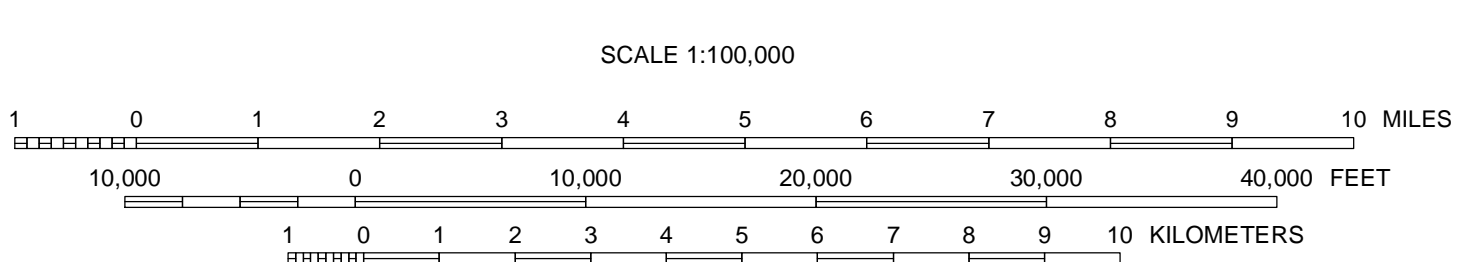 SCALE 1:100,000
1 0 1 2 3 4 5 6 7 8 9 10 MILES
10,000 0 10,000 20,000 30,000 40,000 FEET
1 0 1 2 3 4 5 6 7 8 9 10 KILOMETERS